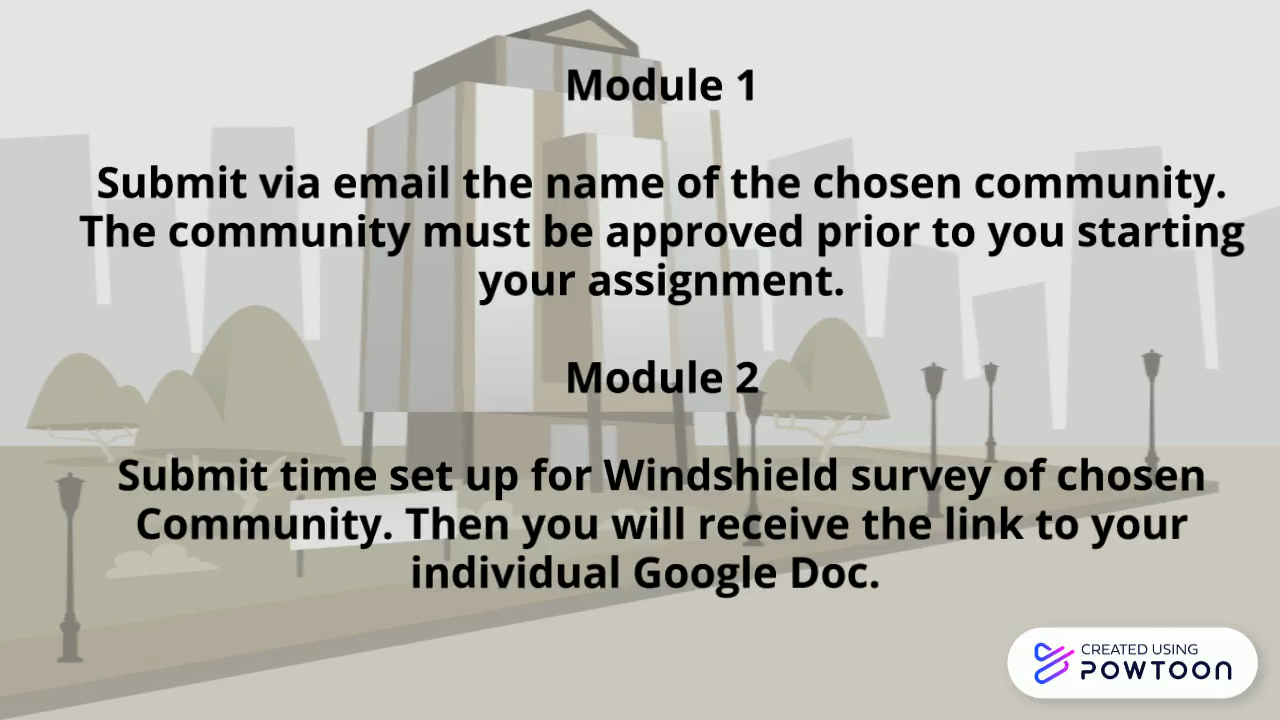 Module 1
Submit via email the name of the chosen community.
The community must be approved prior to you starting
your assignment.
Module 2
Submit time set up for Windshield survey of chosen
Community. Then you will receive the link to your
individual Google Doc.
CREATED USING
POWTOON